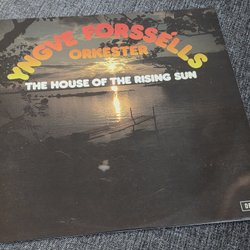 YNGVE FORSSÉLLS
ORKESTER
THE HOUSE OF THE RISING SUN